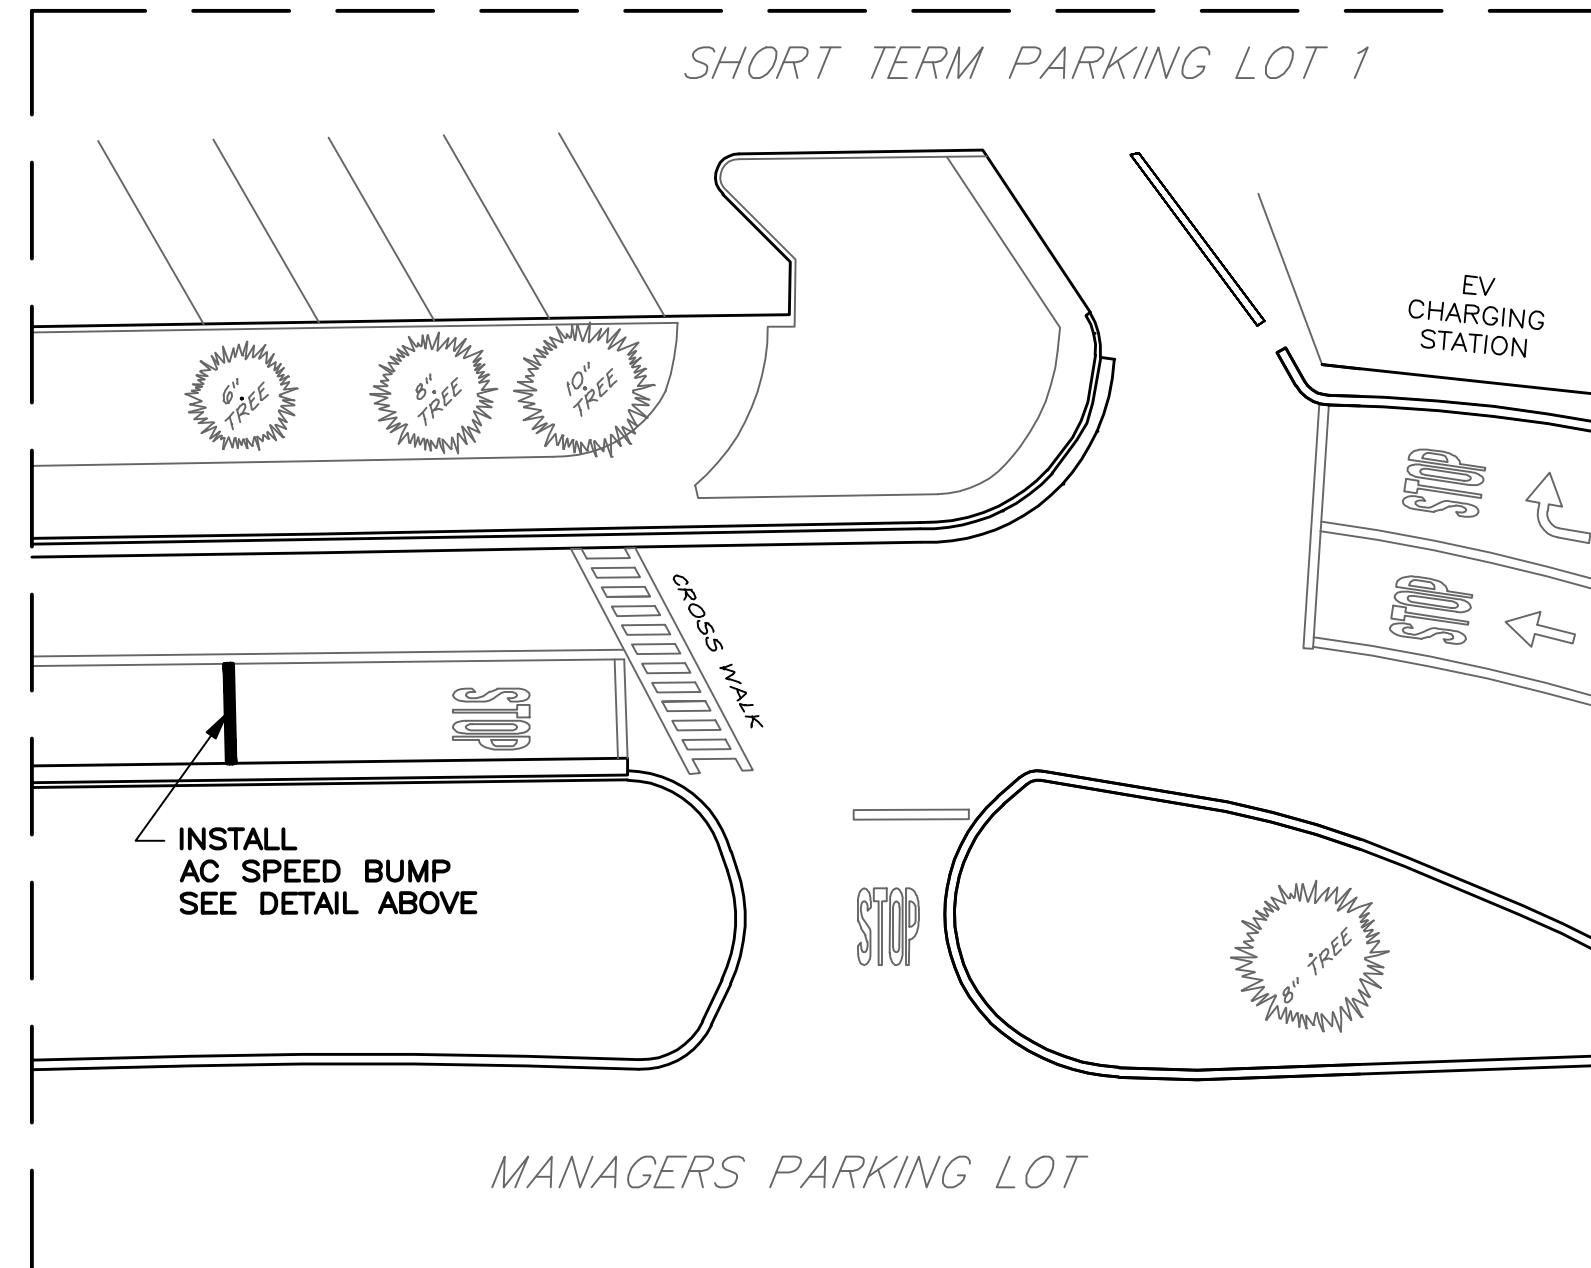 SHORT TERM PARKING LOT 1
EV
CHARGING
STATION
6"
TREE
8"
TREE
10"
TREE
STOP
STOP
CROSS WALK
STOP
INSTALL
AC SPEED BUMP
SEE DETAIL ABOVE
STOP
8" TREE
MANAGERS PARKING LOT